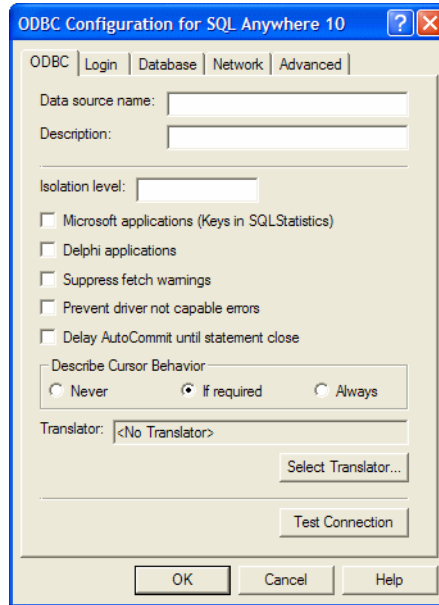 ODBC Configuration for SQL Anywhere 10
ODBC Login Database Network Advanced
Data source name:
Description:
Isolation level:
Microsoft applications (Keys in SQLStatistics)
Delphi applications
Suppress fetch warnings
Prevent driver not capable errors
Delay AutoCommit until statement close
Describe Cursor Behavior
Never If required Always
Translator: <No Translator>
Select Translator...
Test Connection
OK Cancel Help